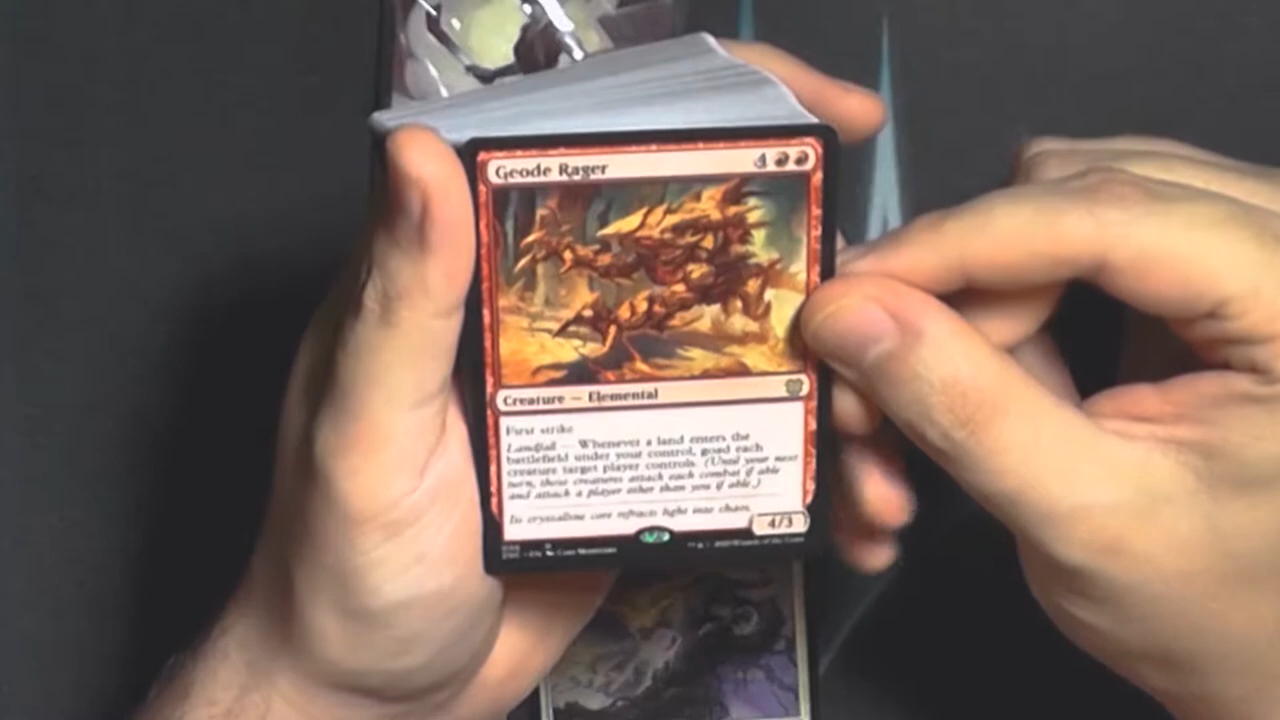 Geode Rager 4
Creature — Elemental
First strike
Landfall — Whenever a land enters the
battlefield under your control, goad each
creature target player controls. (Until your next
turn, those creatures attack each combat if able
and attack a player other than you if able.)
Its crystalline core refracts light into chaos.
4/3